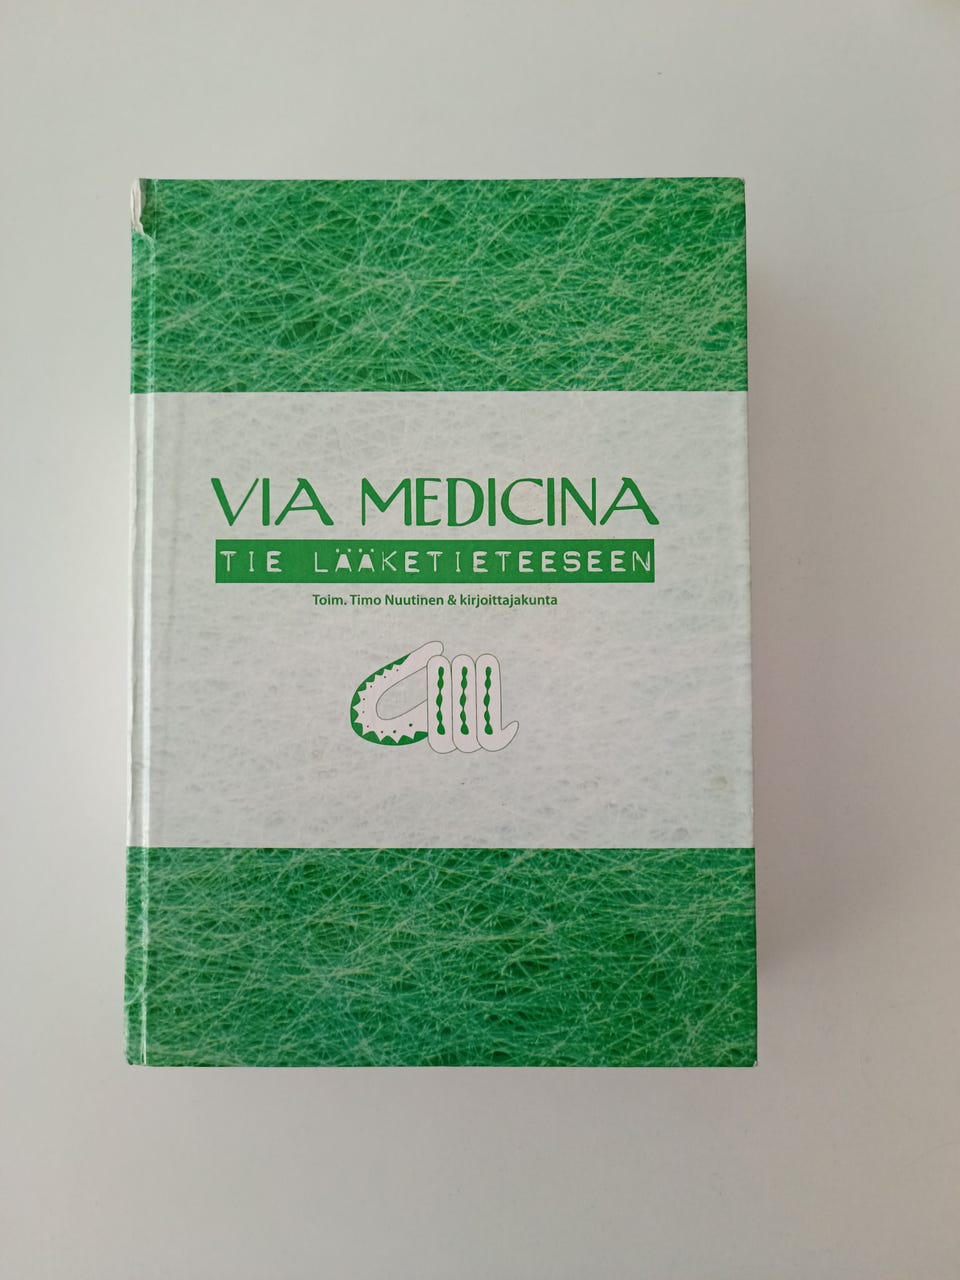 VIA MEDICINA
TIE LÄÄKETIETEESEEN
Toim. Timo Nuutinen & kirjoittajakunta